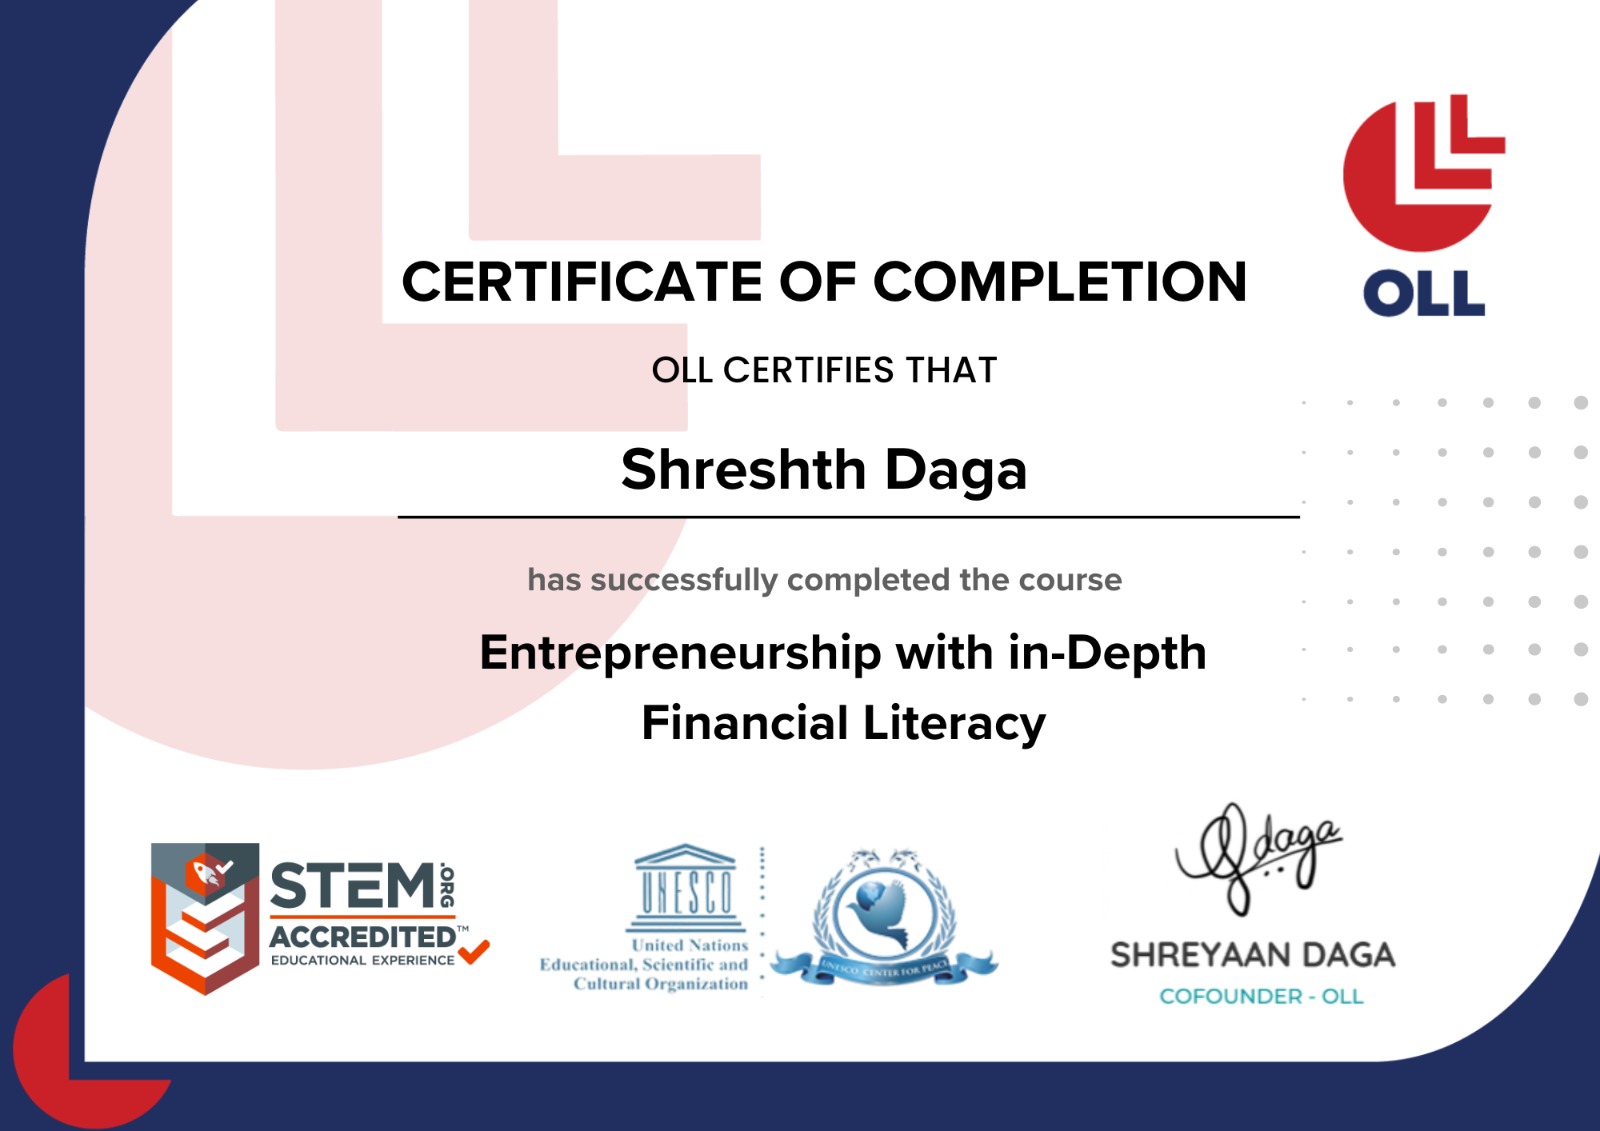 OLL
CERTIFICATE OF COMPLETION
OLL CERTIFIES THAT
Shreshth Daga
has successfully completed the course
Entrepreneurship with in-Depth
Financial Literacy
STEM.ORG
ACCREDITED™
EDUCATIONAL EXPERIENCE
UNESCO
United Nations
Educational, Scientific and
Cultural Organization
UNESCO CENTER FOR PEACE
daga
SHREYAAN DAGA
COFOUNDER - OLL